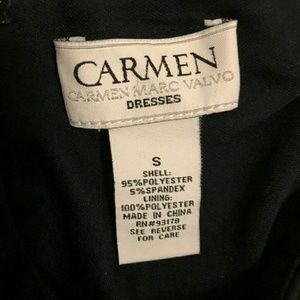 CARMEN
CARMEN MARC VALVO
DRESSES
S
SHELL:
95%POLYESTER
5%SPANDEX
LINING:
100%POLYESTER
MADE IN CHINA
RN#93179
SEE REVERSE
FOR CARE